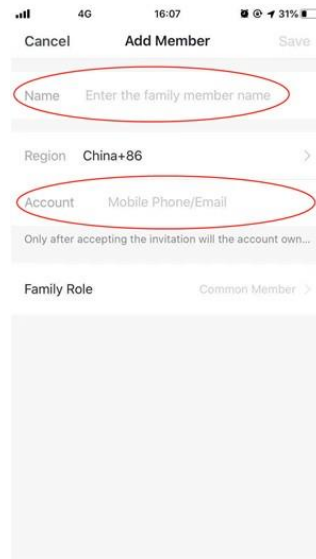 4G 16:07 31%
Cancel Add Member Save
Name Enter the family member name
Region China+86
Account Mobile Phone/Email
Only after accepting the invitation will the account own...
Family Role Common Member